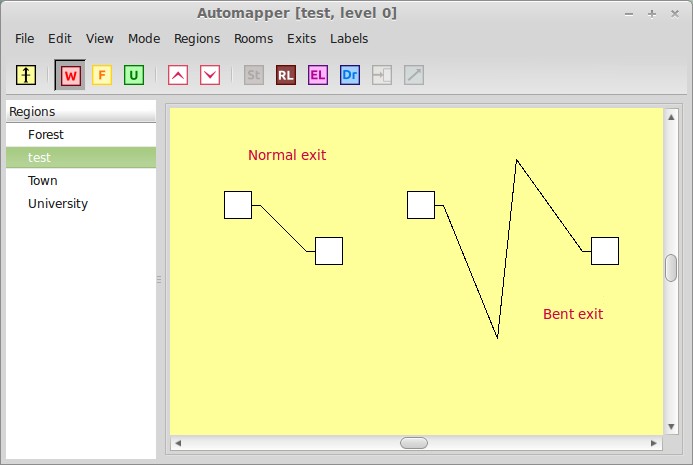 Automapper [test, level 0]
File Edit View Mode Regions Rooms Exits Labels
W F U St RL EL Dr
Regions
Forest
test
Town
University
Normal exit
Bent exit